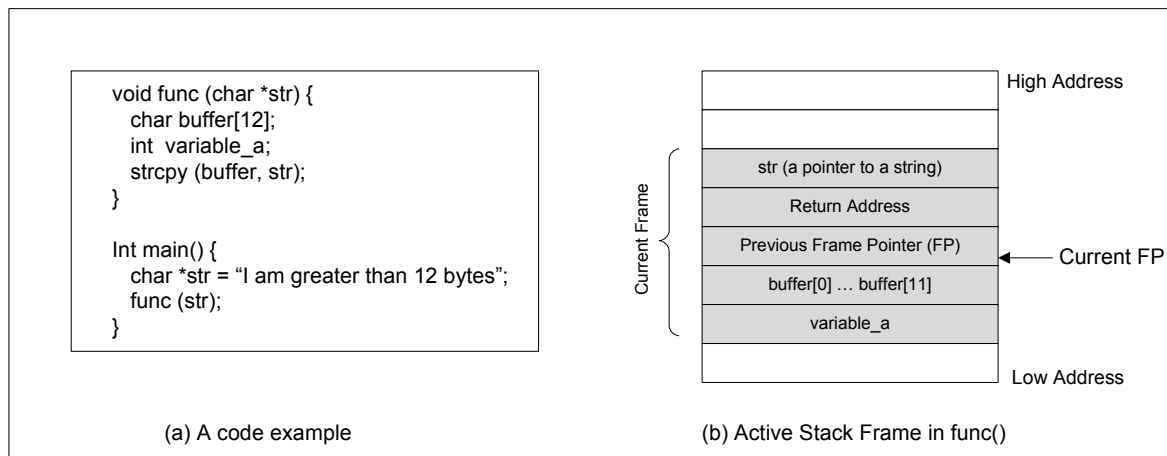 void func (char *str) {
char buffer[12];
int variable_a;
strcpy (buffer, str);
}
Int main() {
char *str = “I am greater than 12 bytes”;
func (str);
}
(a) A code example
High Address
Current Frame
str (a pointer to a string)
Return Address
Previous Frame Pointer (FP)
Current FP
buffer[0] … buffer[11]
variable_a
Low Address
(b) Active Stack Frame in func()